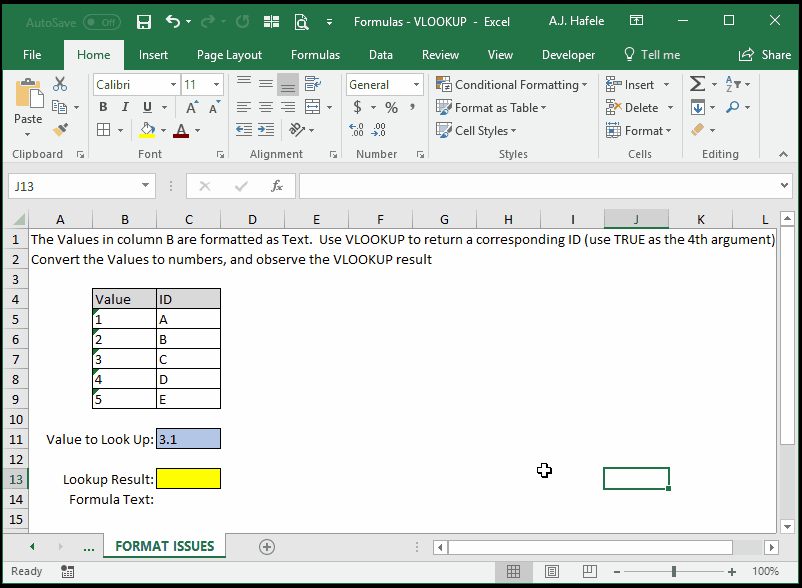 AutoSave Off Formulas - VLOOKUP - Excel A.J. Hafele
File Home Insert Page Layout Formulas Data Review View Developer Tell me Share
Paste Calibri 11 General Conditional Formatting Insert
B I U A A $ % , Format as Table Delete
A Cell Styles Format
Clipboard Font Alignment Number Styles Cells Editing
J13 fx
A B C D E F G H I J K L
1 The Values in column B are formatted as Text. Use VLOOKUP to return a corresponding ID (use TRUE as the 4th argument)
2 Convert the Values to numbers, and observe the VLOOKUP result
3
4 Value ID
5 1 A
6 2 B
7 3 C
8 4 D
9 5 E
10
11 Value to Look Up: 3.1
12
13 Lookup Result:
14 Formula Text:
15
... FORMAT ISSUES
Ready 100%